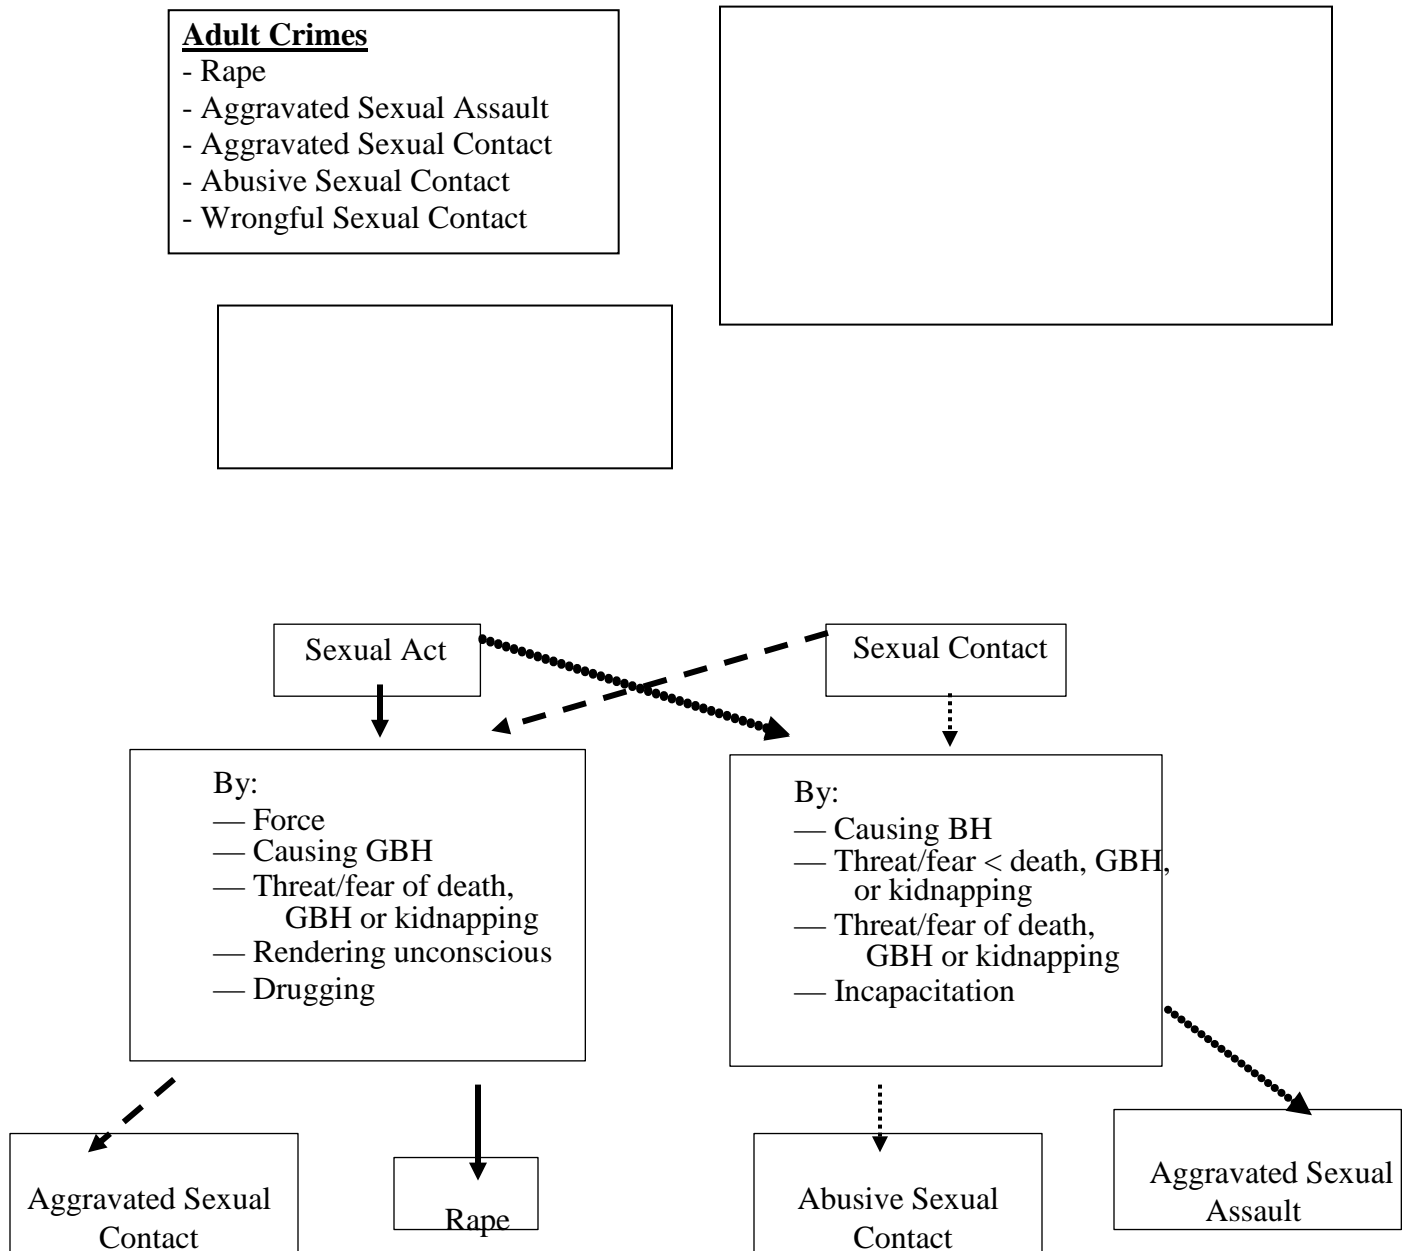 Adult Crimes
- Rape
- Aggravated Sexual Assault
- Aggravated Sexual Contact
- Abusive Sexual Contact
- Wrongful Sexual Contact
Sexual Act
Sexual Contact
By:
— Force
— Causing GBH
— Threat/fear of death,
GBH or kidnapping
— Rendering unconscious
— Drugging
By:
— Causing BH
— Threat/fear < death, GBH,
or kidnapping
— Threat/fear of death,
GBH or kidnapping
— Incapacitation
Aggravated Sexual
Contact
Rape
Abusive Sexual
Contact
Aggravated Sexual
Assault